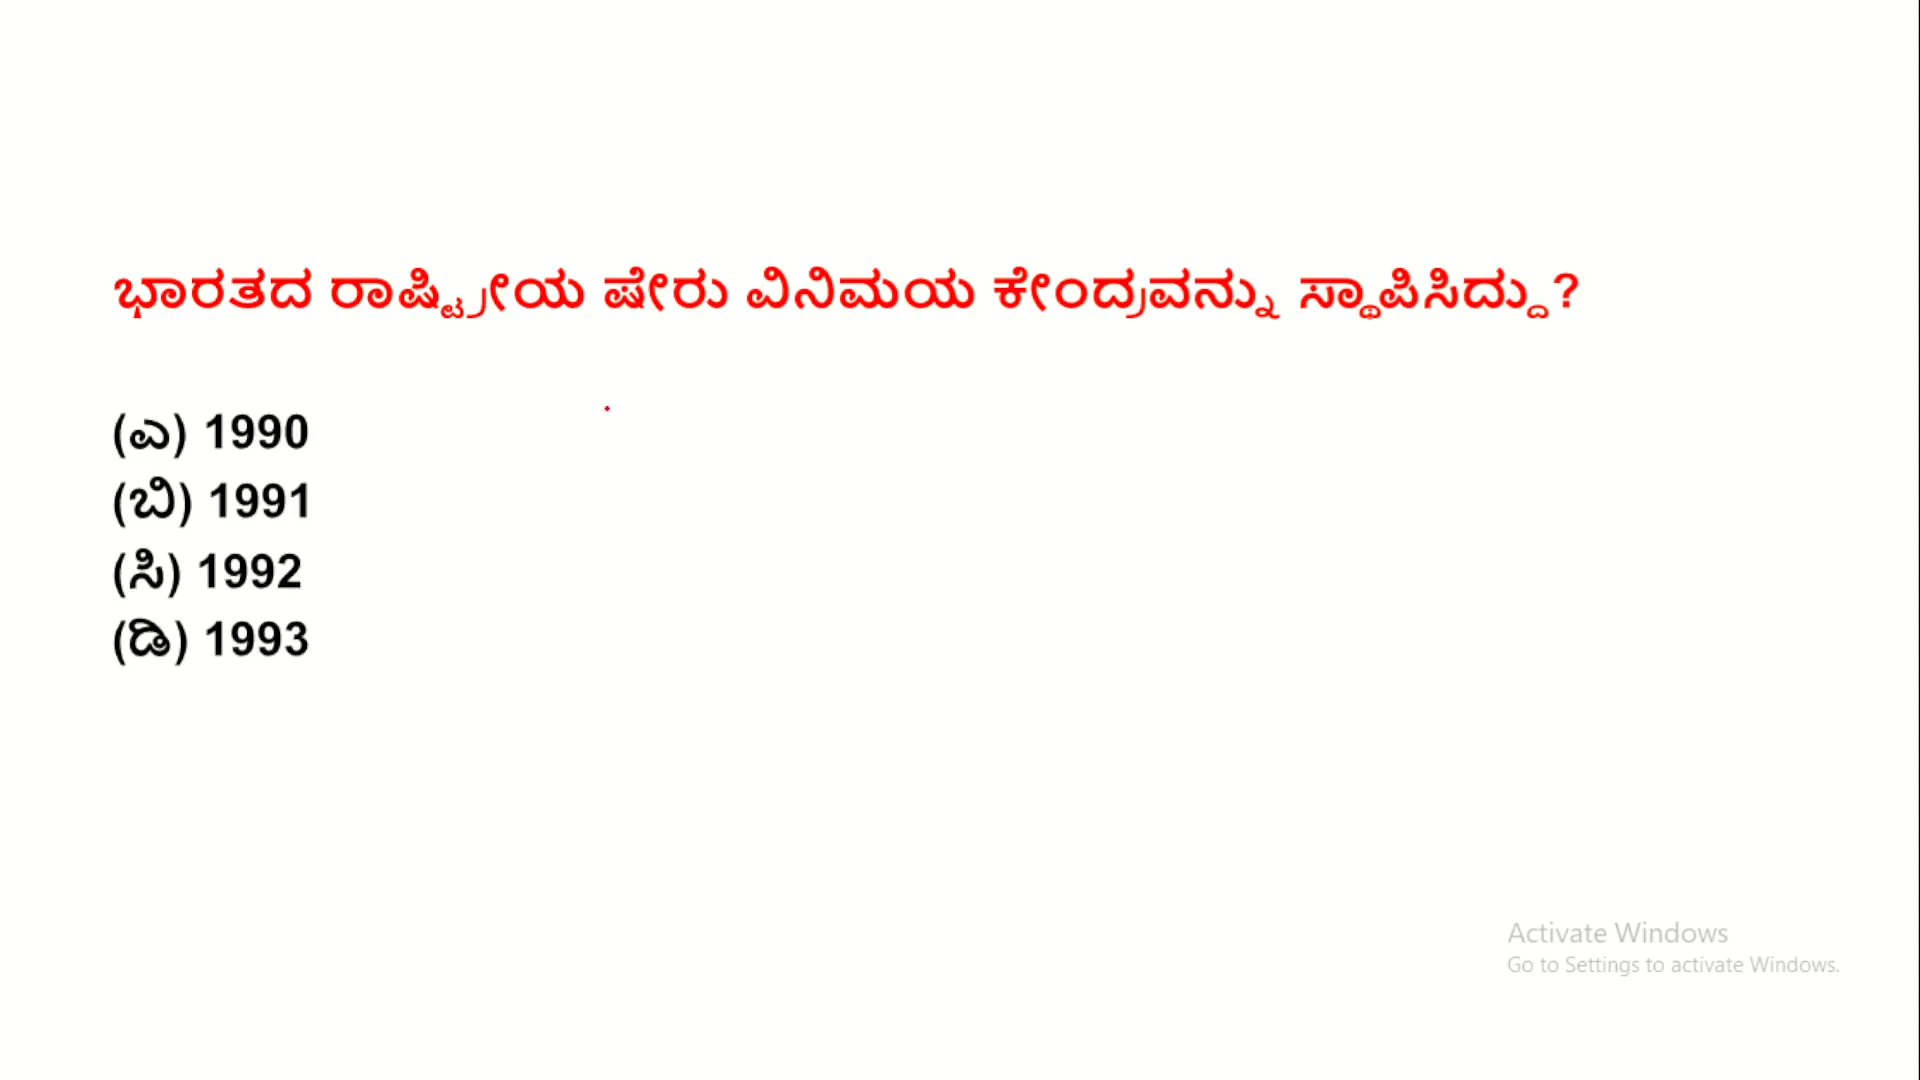 ಭಾರತದ ರಾಷ್ಟ್ರೀಯ ಷೇರು ವಿನಿಮಯ ಕೇಂದ್ರವನ್ನು ಸ್ಥಾಪಿಸಿದ್ದು?
(ಎ) 1990
(ಬಿ) 1991
(ಸಿ) 1992
(ಡಿ) 1993
Activate Windows
Go to Settings to activate Windows.